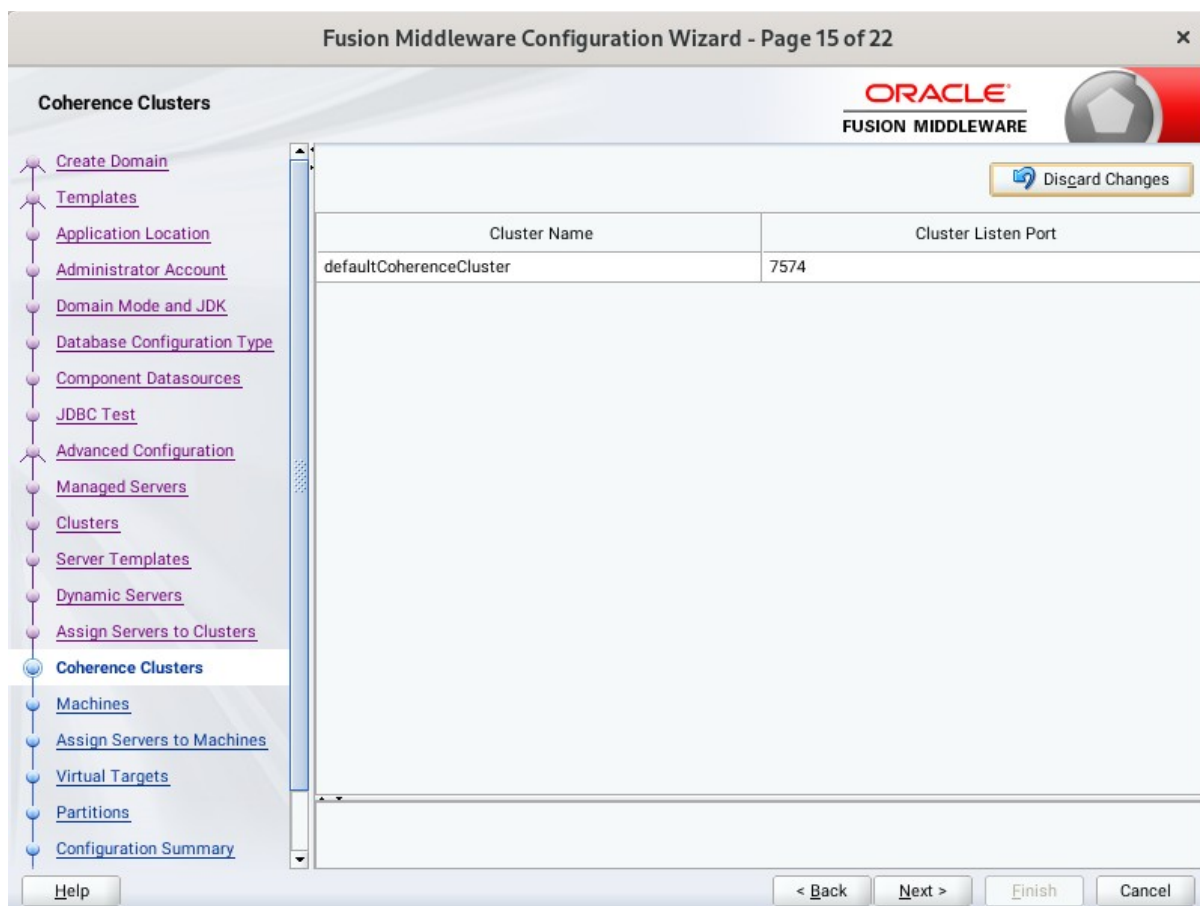 Fusion Middleware Configuration Wizard - Page 15 of 22
Coherence Clusters
ORACLE
FUSION MIDDLEWARE
Create Domain
Templates
Application Location
Administrator Account
Domain Mode and JDK
Database Configuration Type
Component Datasources
JDBC Test
Advanced Configuration
Managed Servers
Clusters
Server Templates
Dynamic Servers
Assign Servers to Clusters
Coherence Clusters
Machines
Assign Servers to Machines
Virtual Targets
Partitions
Configuration Summary
Discard Changes
Cluster Name Cluster Listen Port
defaultCoherenceCluster 7574
Help < Back Next > Finish Cancel